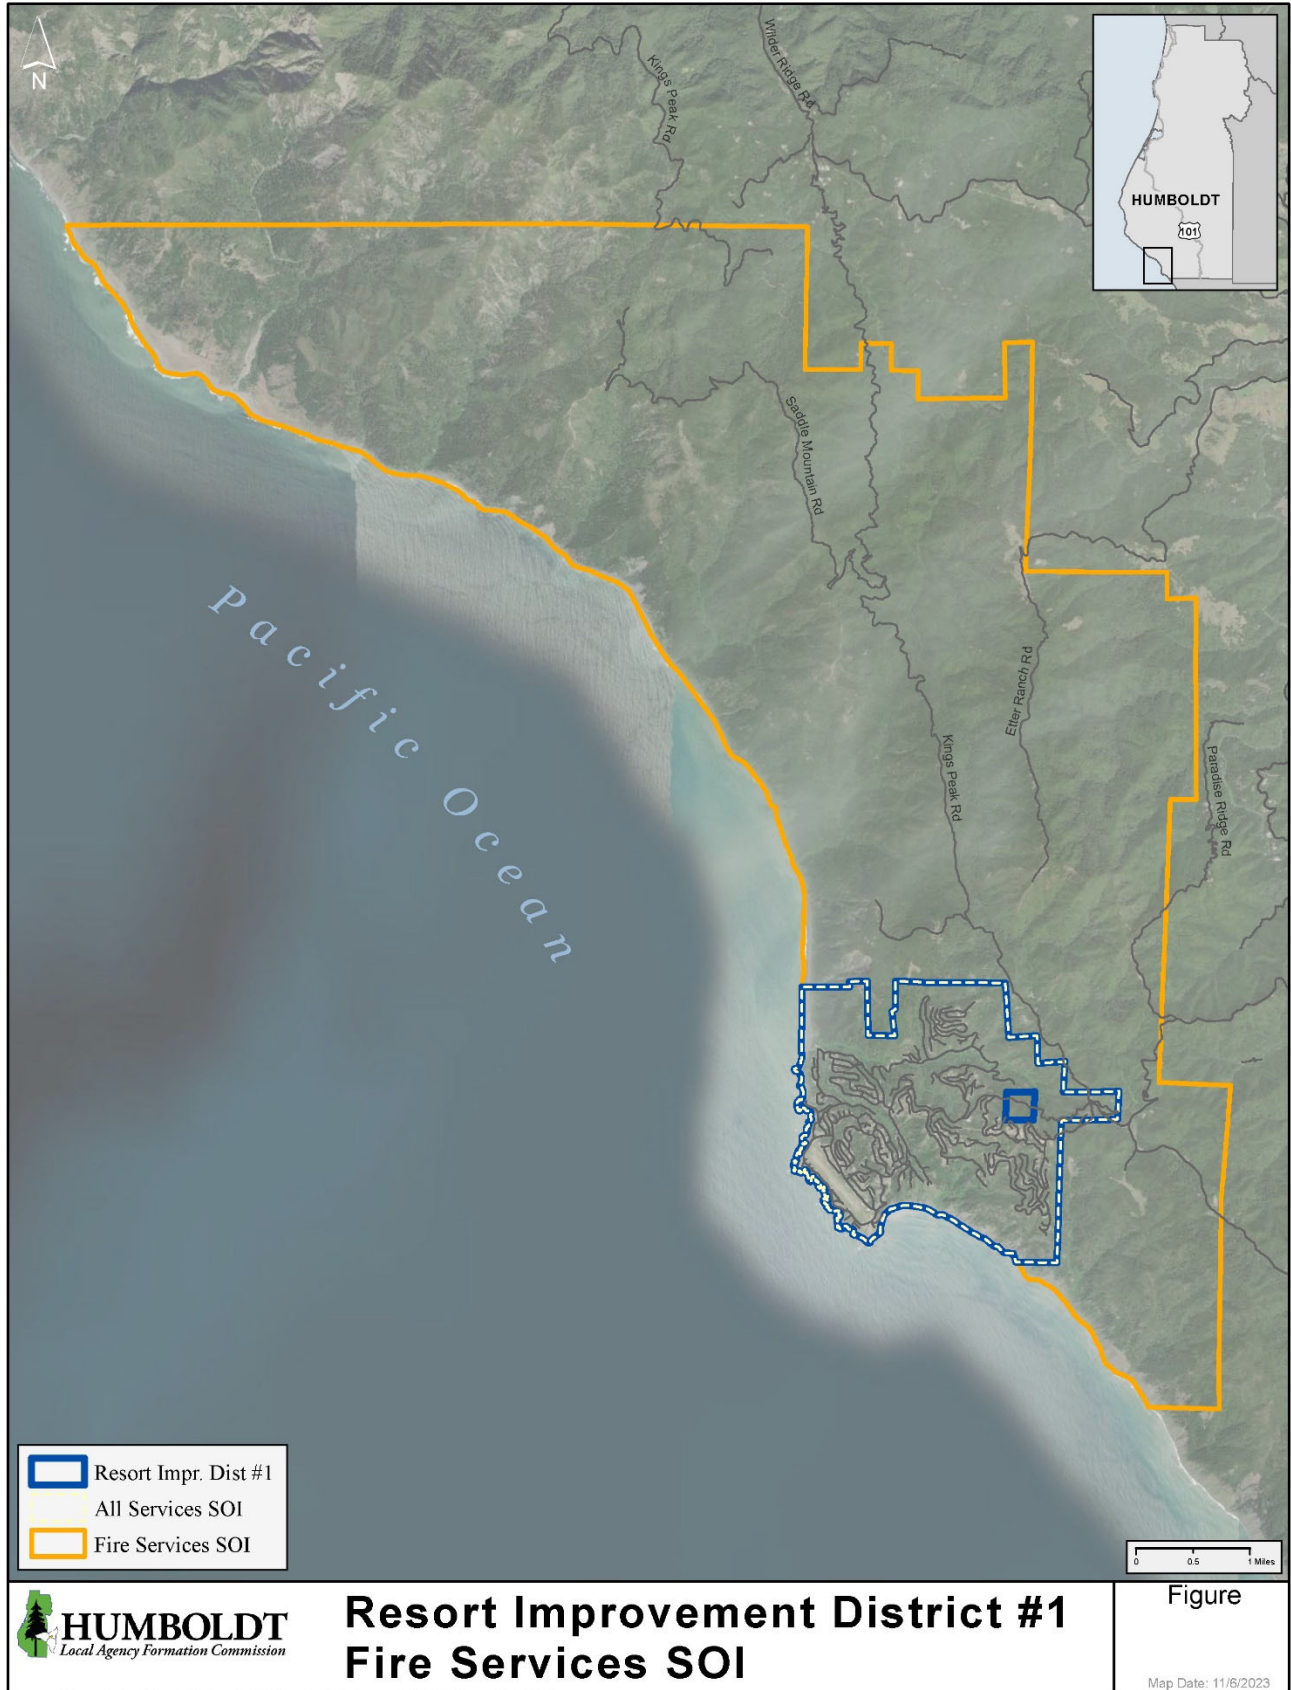 N
Kings Peak Rd
Wilder Ridge Rd
HUMBOLDT
101
Saddle Mountain Rd
Pacific Ocean
Etter Ranch Rd
Kings Peak Rd
Paradise Ridge Rd
Resort Impr. Dist #1
All Services SOI
Fire Services SOI
0 0.5 1 Miles
HUMBOLDT
Local Agency Formation Commission
Resort Improvement District #1
Fire Services SOI
Figure
Map Date: 11/6/2023